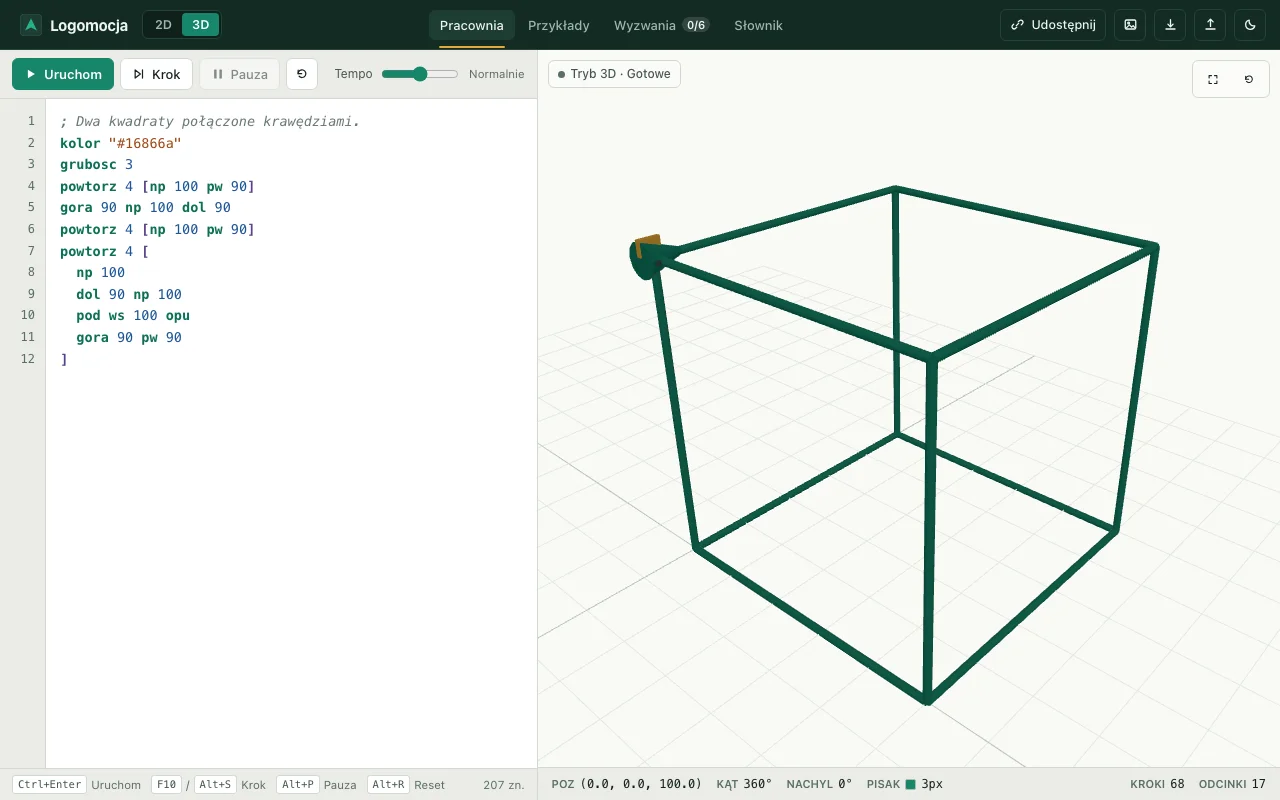 Logomocja 2D 3D Pracownia Przykłady Wyzwania 0/6 Słownik Udostępnij
Uruchom Krok Pauza Tempo Normalnie
Tryb 3D · Gotowe
1 ; Dwa kwadraty połączone krawędziami.
2 kolor "#16866a"
3 grubosc 3
4 powtorz 4 [np 100 pw 90]
5 gora 90 np 100 dol 90
6 powtorz 4 [np 100 pw 90]
7 powtorz 4 [
8 np 100
9 dol 90 np 100
10 pod ws 100 opu
11 gora 90 pw 90
12 ]
Ctrl+Enter Uruchom F10 / Alt+S Krok Alt+P Pauza Alt+R Reset 207 zn.
POZ (0.0, 0.0, 100.0) KĄT 360° NACHYL 0° PISAK 3px KROKI 68 ODCINKI 17